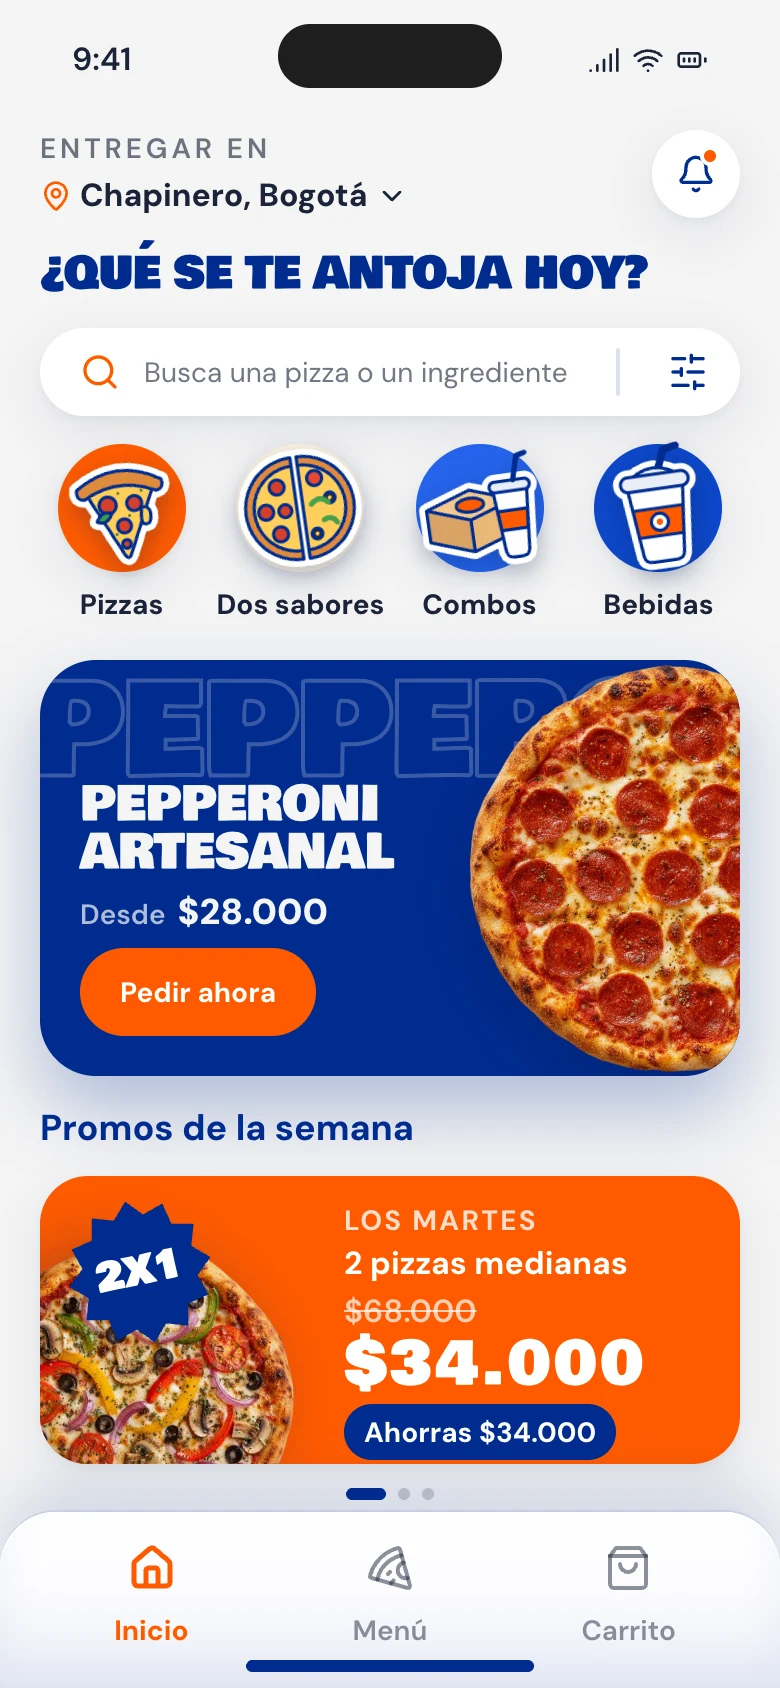 9:41
ENTREGAR EN
Chapinero, Bogotá
¿QUÉ SE TE ANTOJA HOY?
Busca una pizza o un ingrediente
Pizzas
Dos sabores
Combos
Bebidas
PEPPER
PEPPERONI
ARTESANAL
Desde $28.000
Pedir ahora
Promos de la semana
2X1
LOS MARTES
2 pizzas medianas
$68.000
$34.000
Ahorras $34.000
Inicio
Menú
Carrito